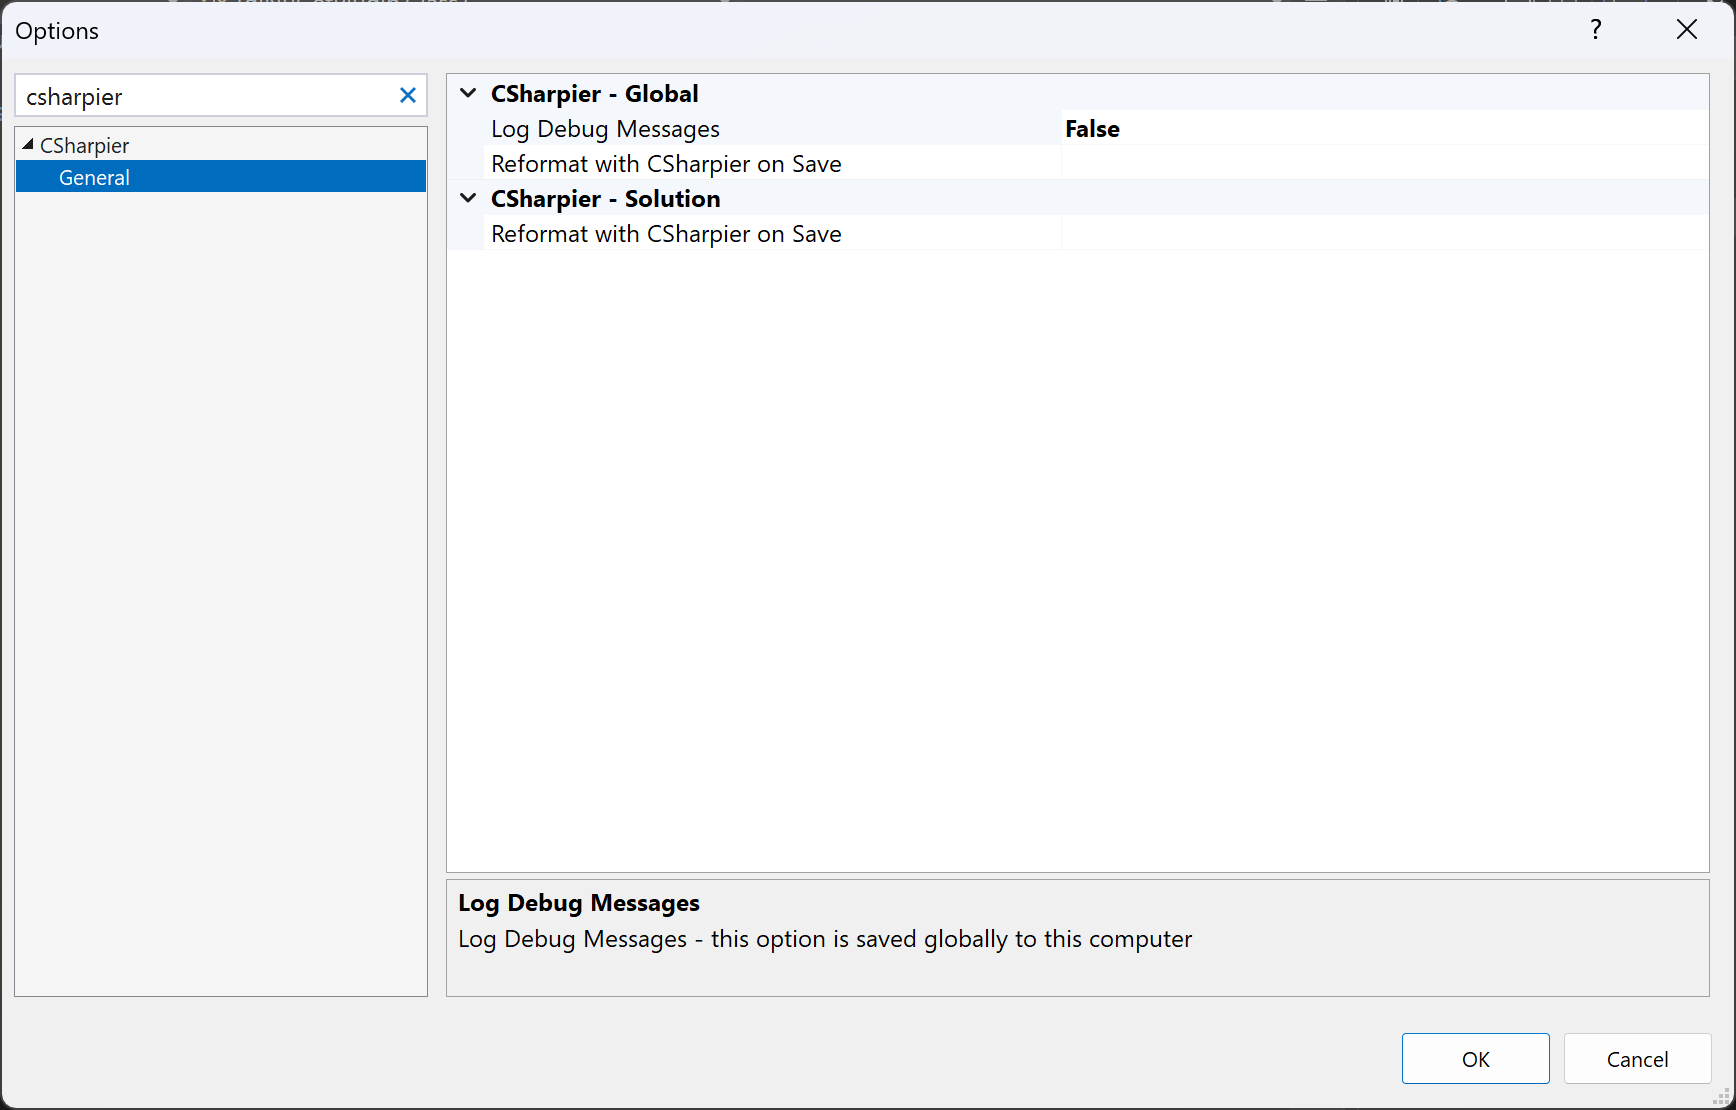 Options
?
csharpier
CSharpier
General
CSharpier - Global
Log Debug Messages False
Reformat with CSharpier on Save
CSharpier - Solution
Reformat with CSharpier on Save
Log Debug Messages
Log Debug Messages - this option is saved globally to this computer
OK Cancel